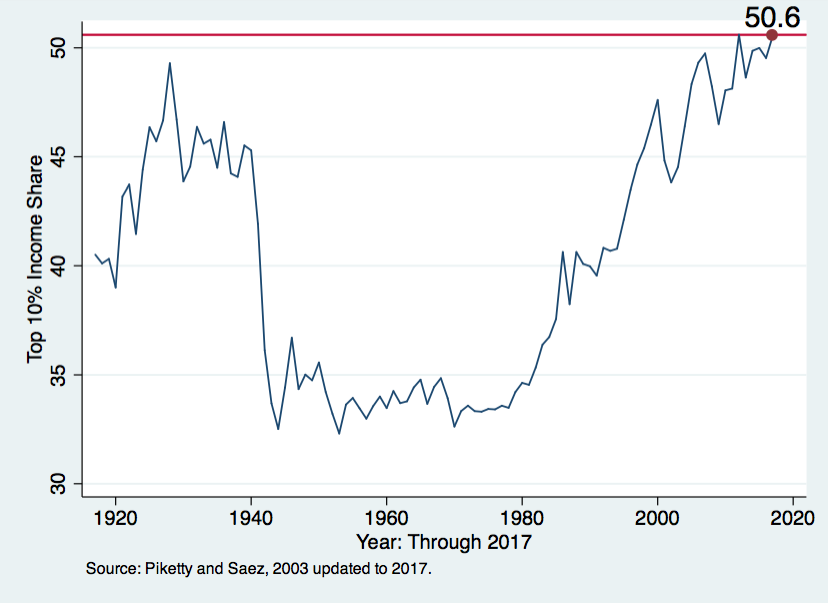 50.6
Top 10% Income Share
50
45
40
35
30
1920 1940 1960 1980 2000 2020
Year: Through 2017
Source: Piketty and Saez, 2003 updated to 2017.